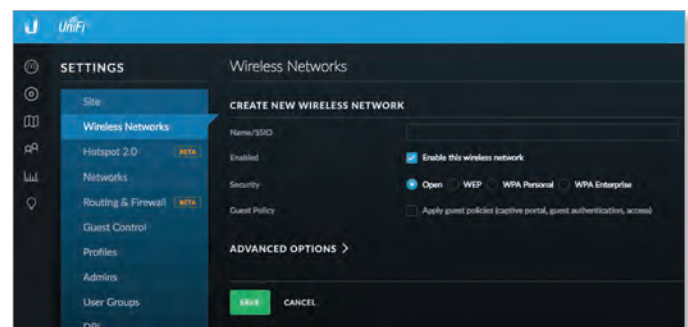 U UniFi
SETTINGS
Site
Wireless Networks
Hotspot 2.0 BETA
Networks
Routing & Firewall BETA
Guest Control
Profiles
Admins
User Groups
DPI
Wireless Networks
CREATE NEW WIRELESS NETWORK
Name/SSID
Enabled Enable this wireless network
Security Open WEP WPA Personal WPA Enterprise
Guest Policy Apply guest policies (captive portal, guest authentication, access)
ADVANCED OPTIONS >
SAVE CANCEL